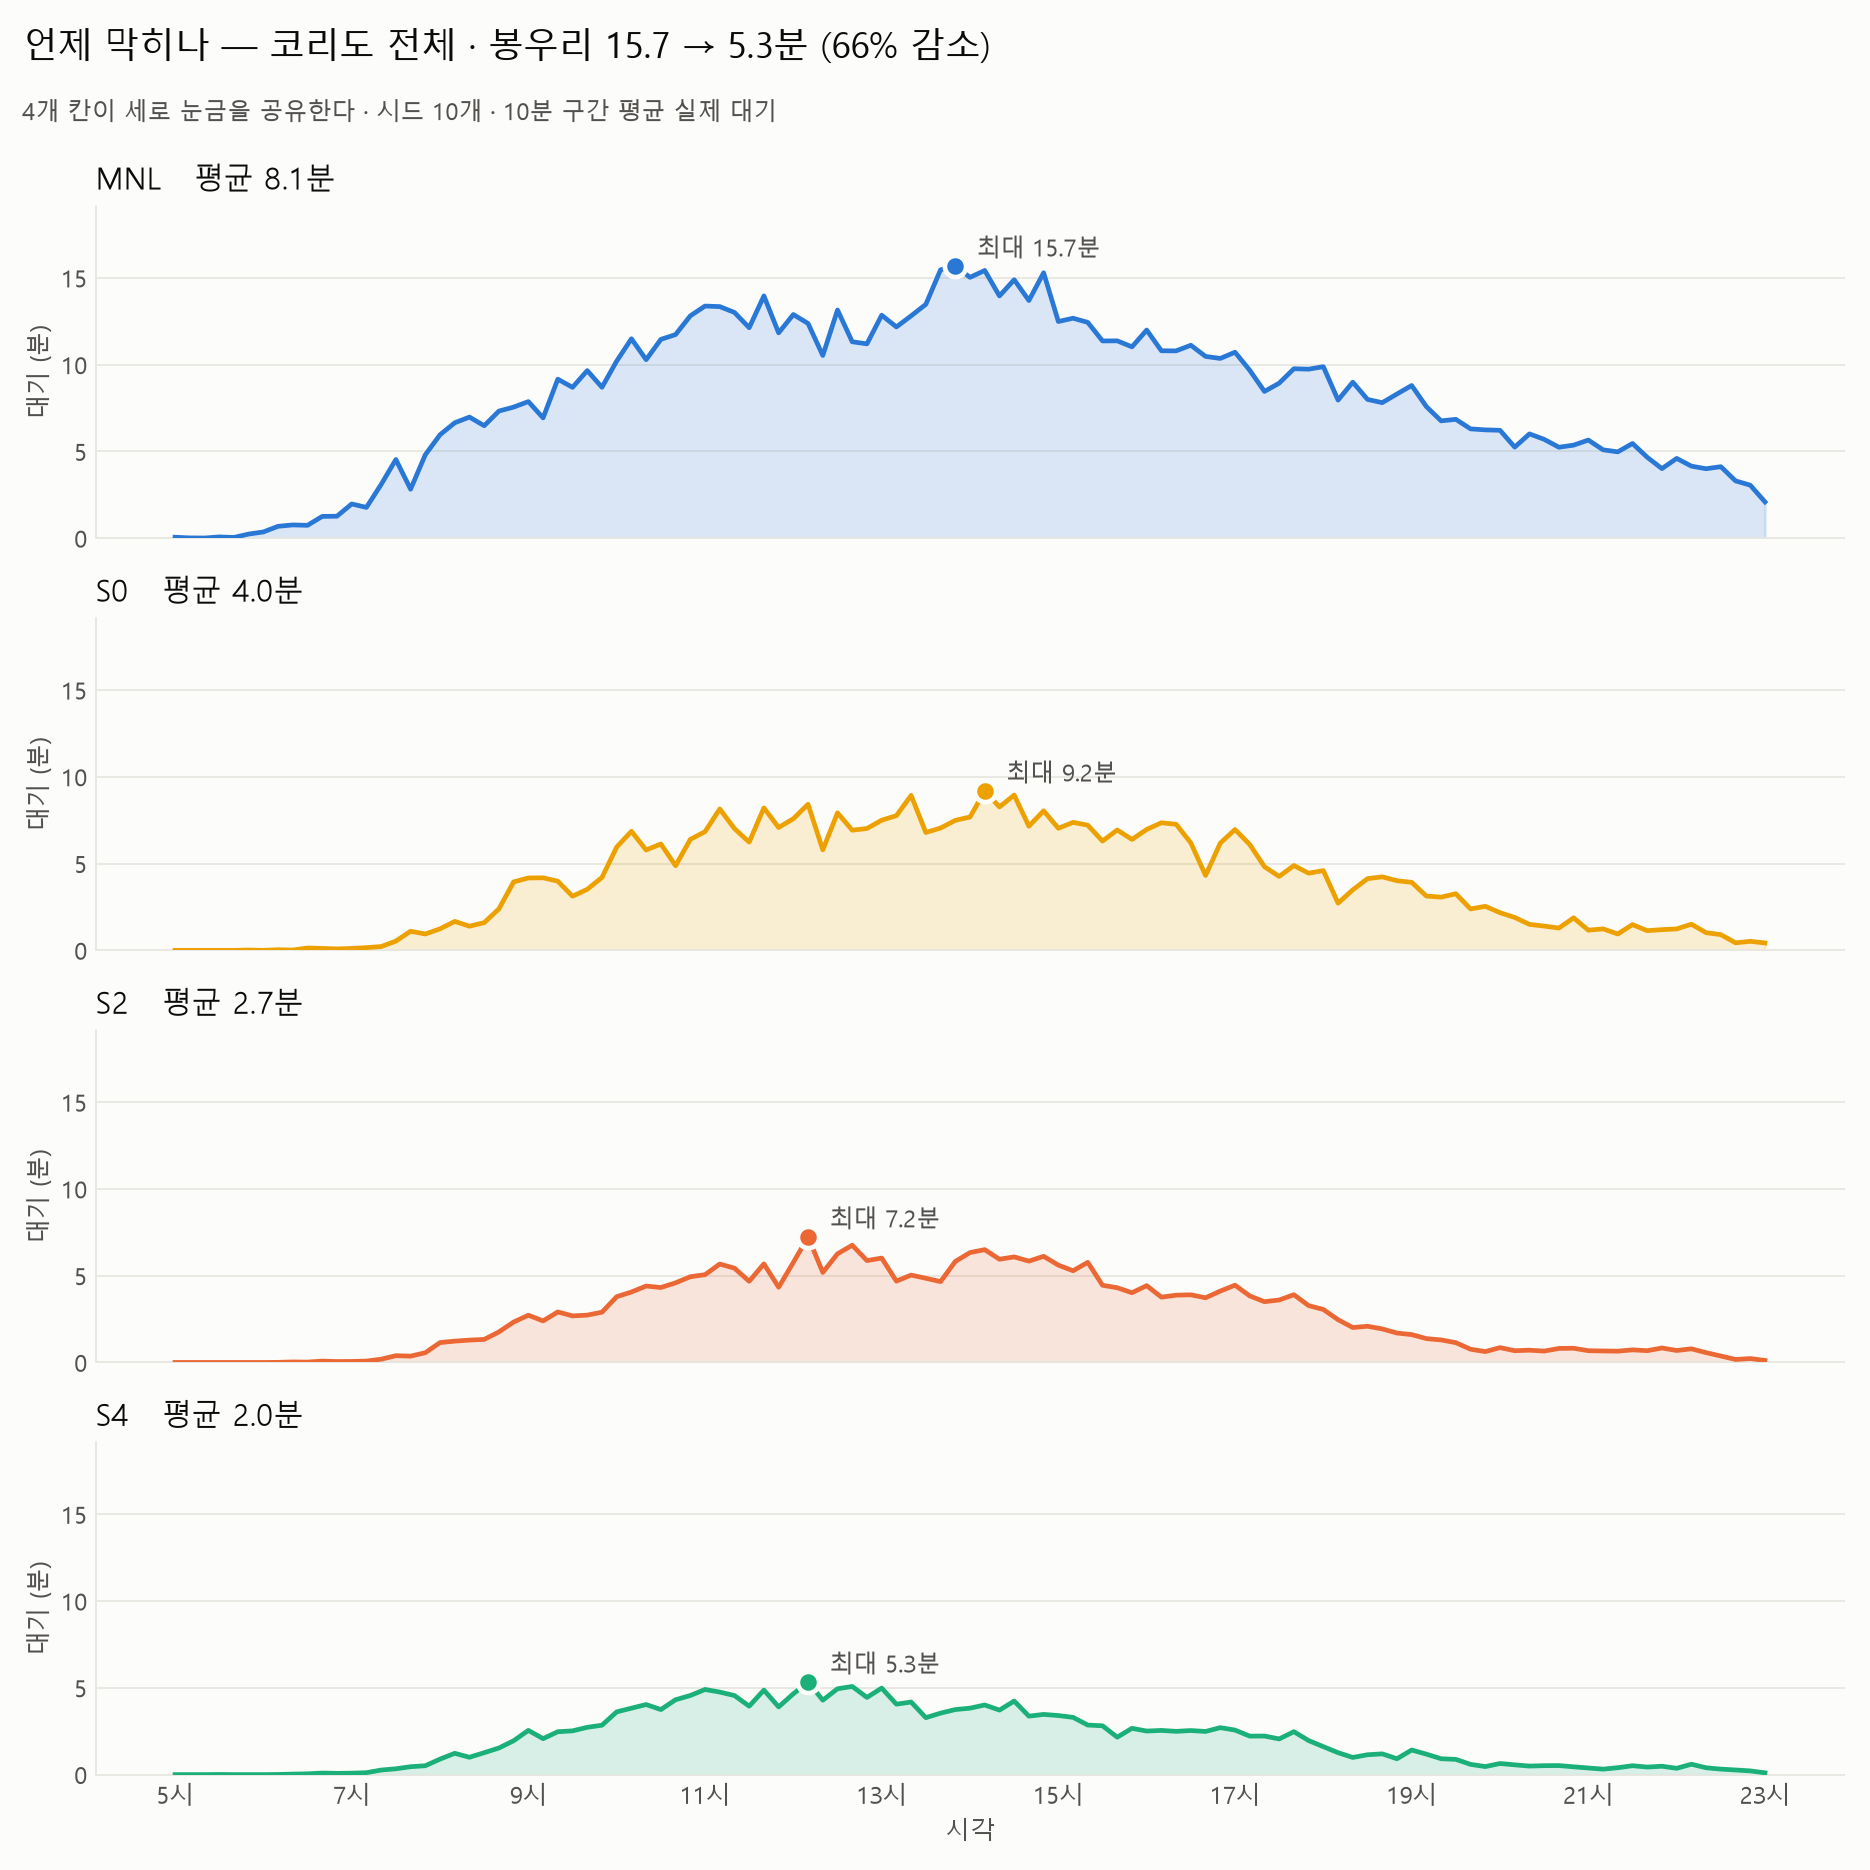 언제 막히나 — 코리도 전체 · 봉우리 15.7 → 5.3분 (66% 감소)
4개 칸이 세로 눈금을 공유한다 · 시드 10개 · 10분 구간 평균 실제 대기
MNL 평균 8.1분
최대 15.7분
15
10
5
0
대기 (분)
S0 평균 4.0분
최대 9.2분
15
10
5
0
대기 (분)
S2 평균 2.7분
최대 7.2분
15
10
5
0
대기 (분)
S4 평균 2.0분
최대 5.3분
15
10
5
0
대기 (분)
5시 7시 9시 11시 13시 15시 17시 19시 21시 23시
시각